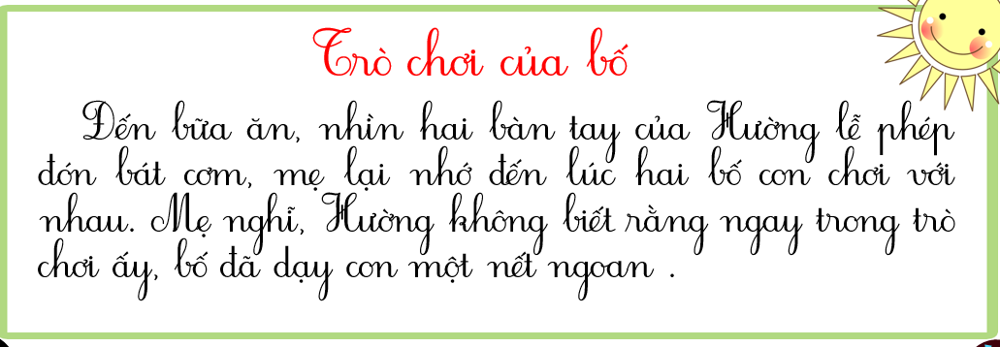 Trò chơi của bố
Đến bữa ăn, nhìn hai bàn tay của Hường lễ phép
đón bát cơm, mẹ lại nhớ đến lúc hai bố con chơi với
nhau. Mẹ nghĩ, Hường không biết rằng ngay trong trò
chơi ấy, bố đã dạy con một nết ngoan .